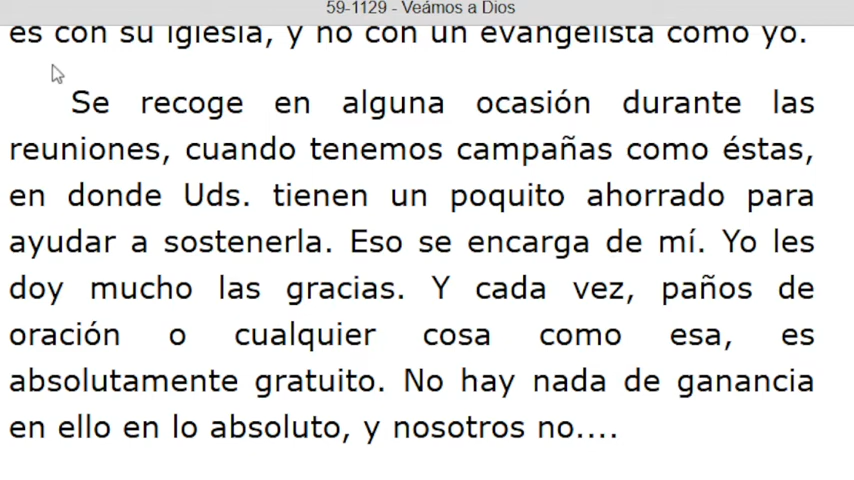 59-1129 - Veámos a Dios
es con su iglesia, y no con un evangelista como yo.
Se recoge en alguna ocasión durante las
reuniones, cuando tenemos campañas como éstas,
en donde Uds. tienen un poquito ahorrado para
ayudar a sostenerla. Eso se encarga de mí. Yo les
doy mucho las gracias. Y cada vez, paños de
oración o cualquier cosa como esa, es
absolutamente gratuito. No hay nada de ganancia
en ello en lo absoluto, y nosotros no....